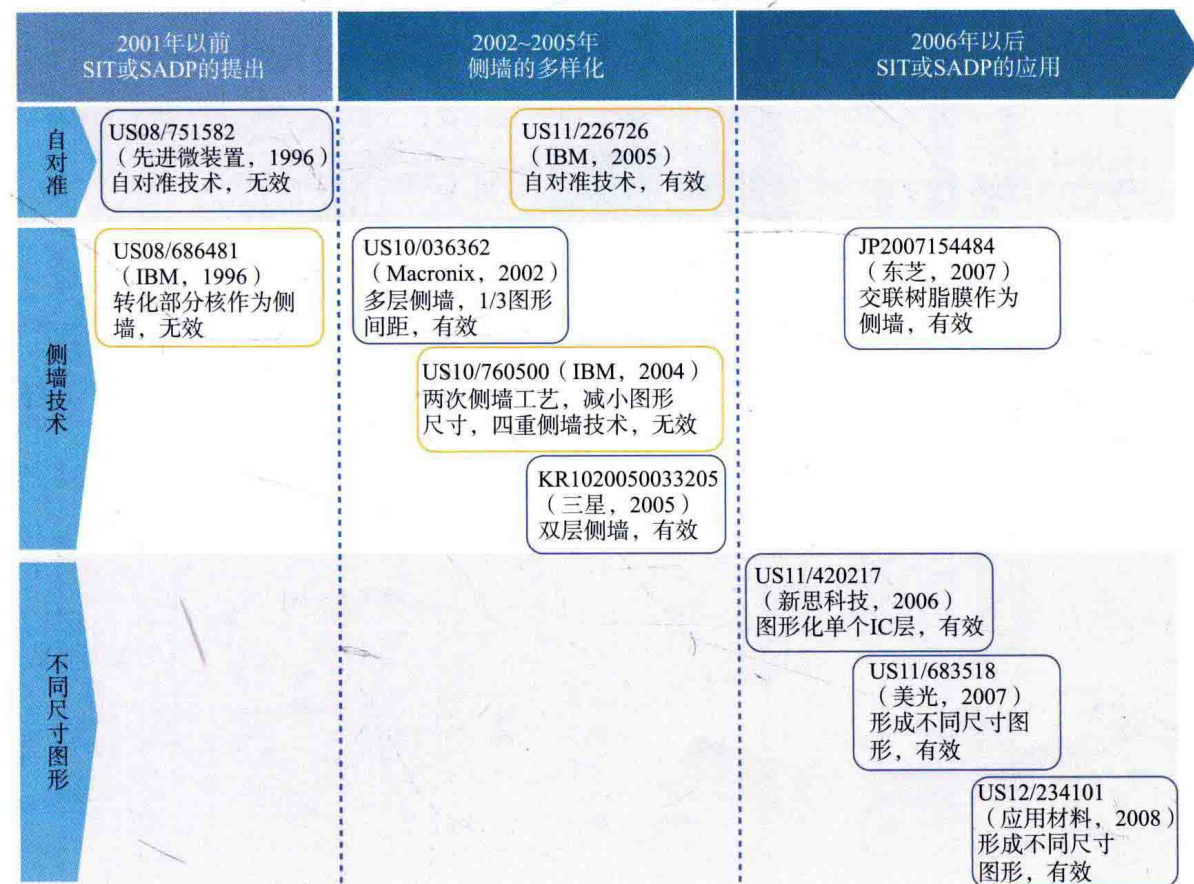 2001年以前
SIT或SADP的提出
2002~2005年
侧墙的多样化
2006年以后
SIT或SADP的应用
自对准
US08/751582
（先进微装置，1996）
自对准技术，无效
US11/226726
（IBM，2005）
自对准技术，有效
侧墙技术
US08/686481
（IBM，1996）
转化部分核作为侧
墙，无效
US10/036362
（Macronix，2002）
多层侧墙，1/3图形
间距，有效
JP2007154484
（东芝，2007）
交联树脂膜作为
侧墙，有效
US10/760500（IBM，2004）
两次侧墙工艺，减小图形
尺寸，四重侧墙技术，无效
KR1020050033205
（三星，2005）
双层侧墙，有效
不同尺寸图形
US11/420217
（新思科技，2006）
图形化单个IC层，有效
US11/683518
（美光，2007）
形成不同尺寸图
形，有效
US12/234101
（应用材料，2008）
形成不同尺寸
图形，有效